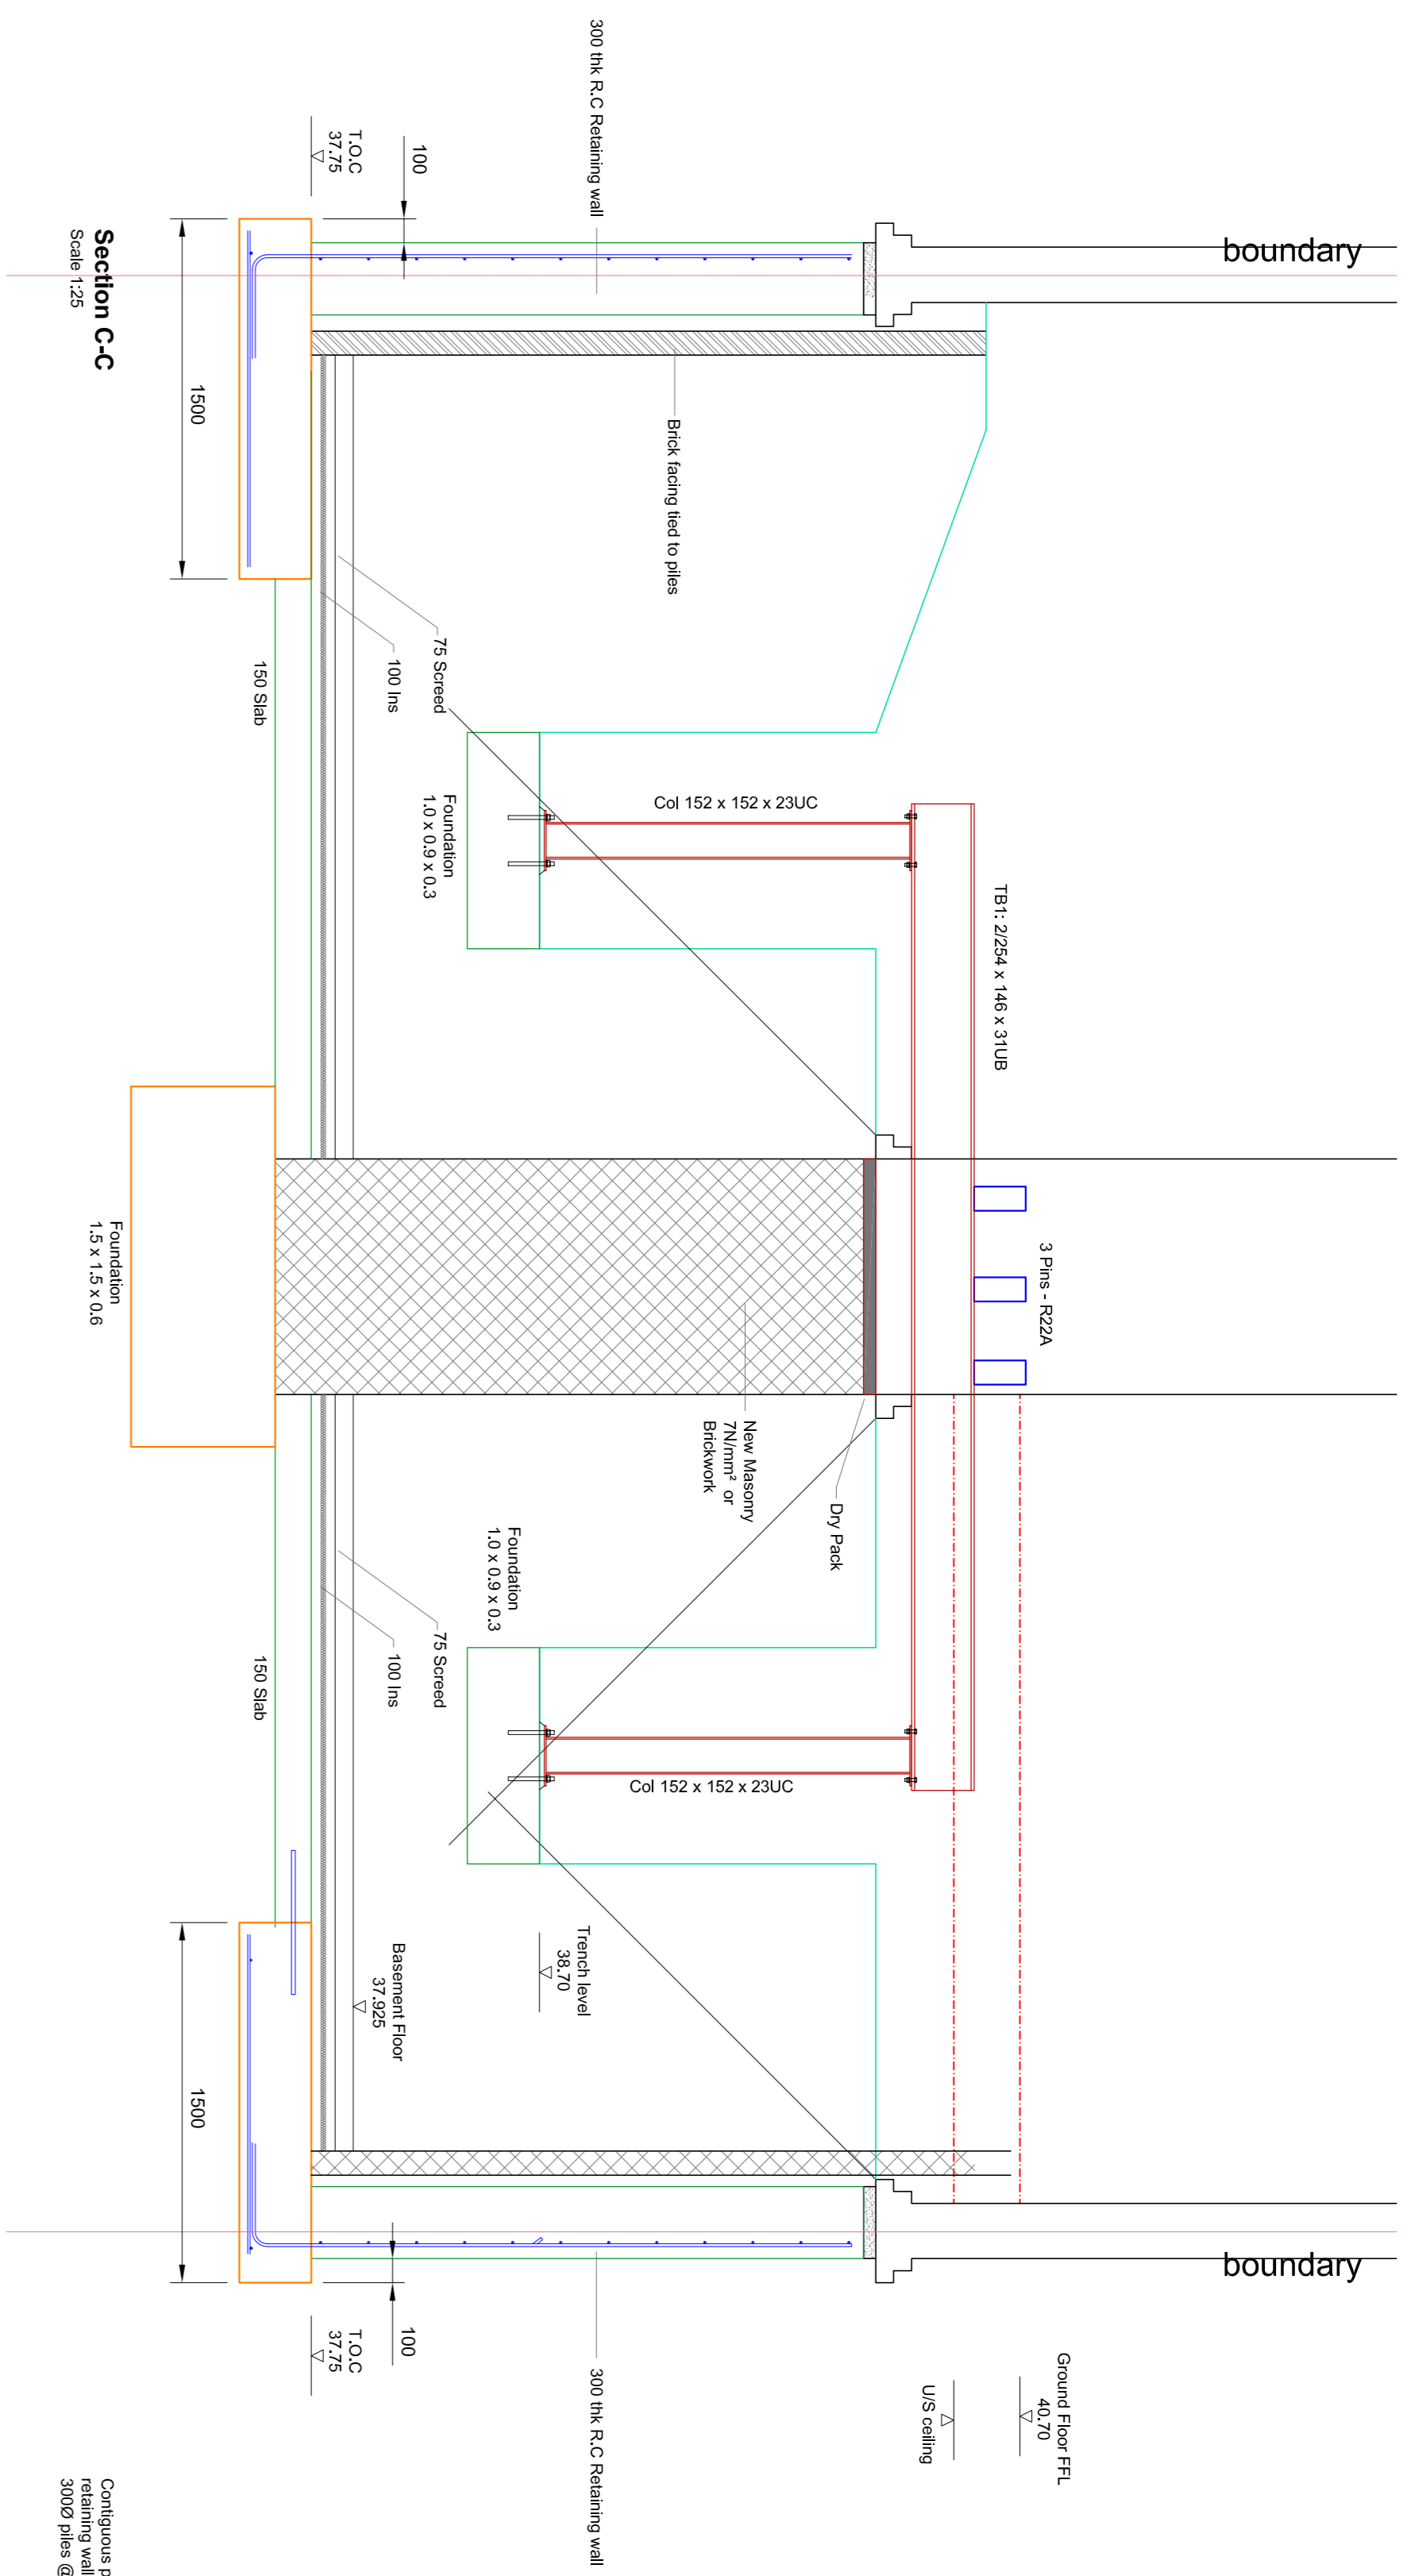 boundary
boundary
300 thk R.C Retaining wall
T.O.C
37.75
100
1500
Section C-C
Scale 1:25
Brick facing tied to piles
75 Screed
100 Ins
150 Slab
Foundation
1.0 x 0.9 x 0.3
Col 152 x 152 x 23UC
TB1: 2/254 x 146 x 31UB
3 Pins - R22A
Foundation
1.5 x 1.5 x 0.6
New Masonry
7N/mm² or
Brickwork
Dry Pack
Foundation
1.0 x 0.9 x 0.3
75 Screed
100 Ins
150 Slab
Col 152 x 152 x 23UC
Trench level
38.70
Basement Floor
37.925
1500
100
T.O.C
37.75
300 thk R.C Retaining wall
Ground Floor FFL
40.70
U/S ceiling
Contiguous
retaining wall
300Ø piles @